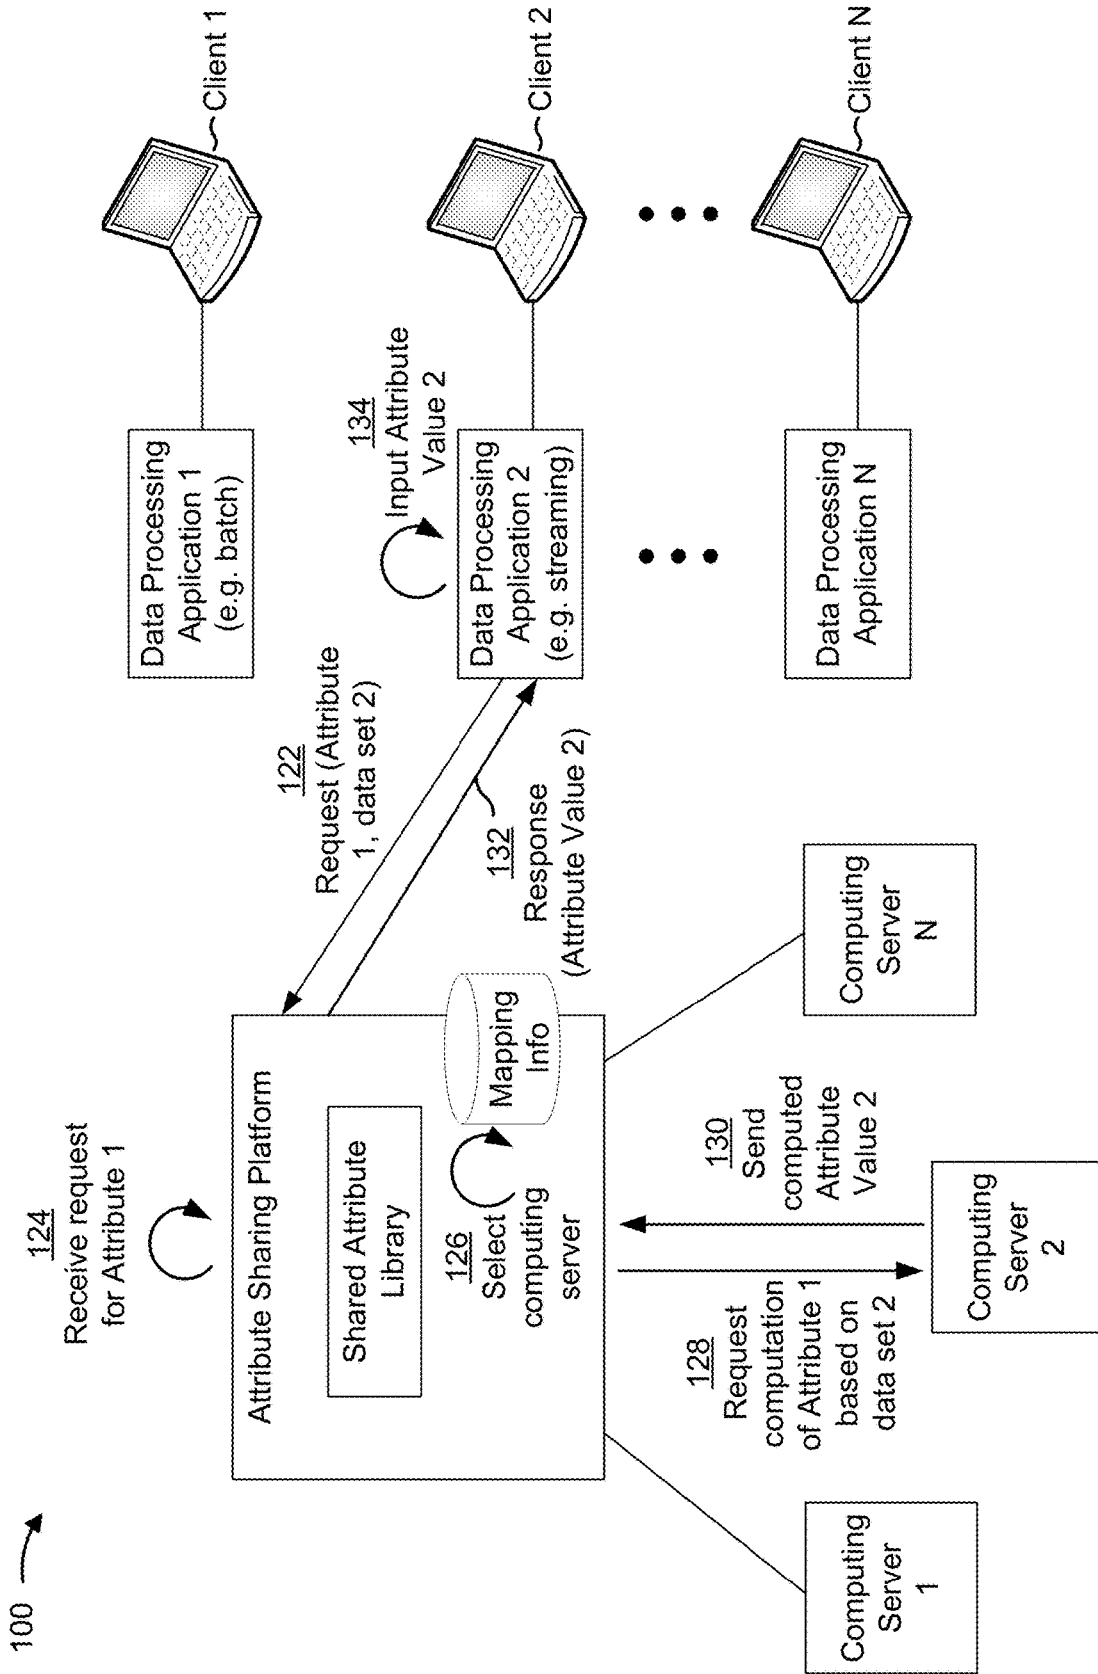 100
124
Receive request
for Attribute 1
Attribute Sharing Platform
Shared Attribute
Library
126
Select
computing
server
Mapping
Info
122
Request (Attribute
1, data set 2)
132
Response
(Attribute Value 2)
134
Input Attribute
Value 2
Data Processing
Application 1
(e.g. batch)
Client 1
Data Processing
Application 2
(e.g. streaming)
Client 2
Data Processing
Application N
Client N
128
Request
computation
of Attribute 1
based on
data set 2
130
Send
computed
Attribute
Value 2
Computing
Server
1
Computing
Server
2
Computing
Server
N